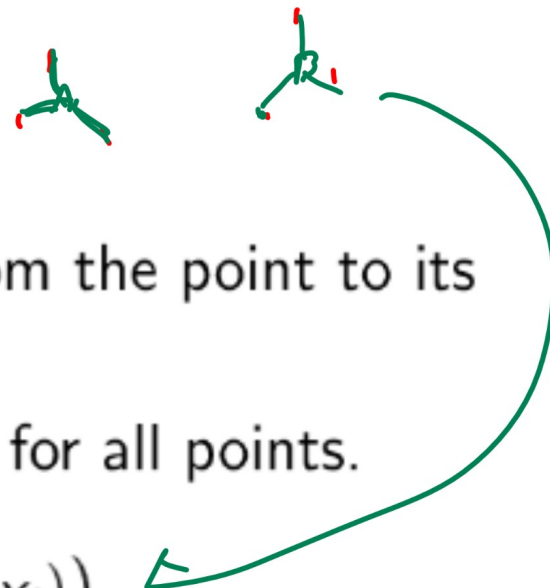 A B
the point to its
for all points.
))